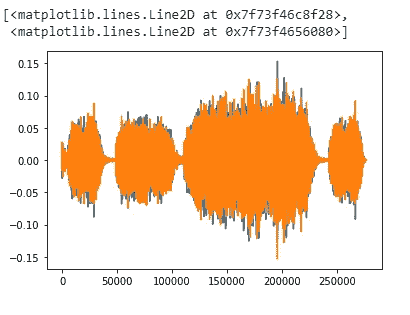 [<matplotlib.lines.Line2D at 0x7f73f46c8f28>,
 <matplotlib.lines.Line2D at 0x7f73f4656080>]
0.15
0.10
0.05
0.00
−0.05
−0.10
−0.15
0 50000 100000 150000 200000 250000